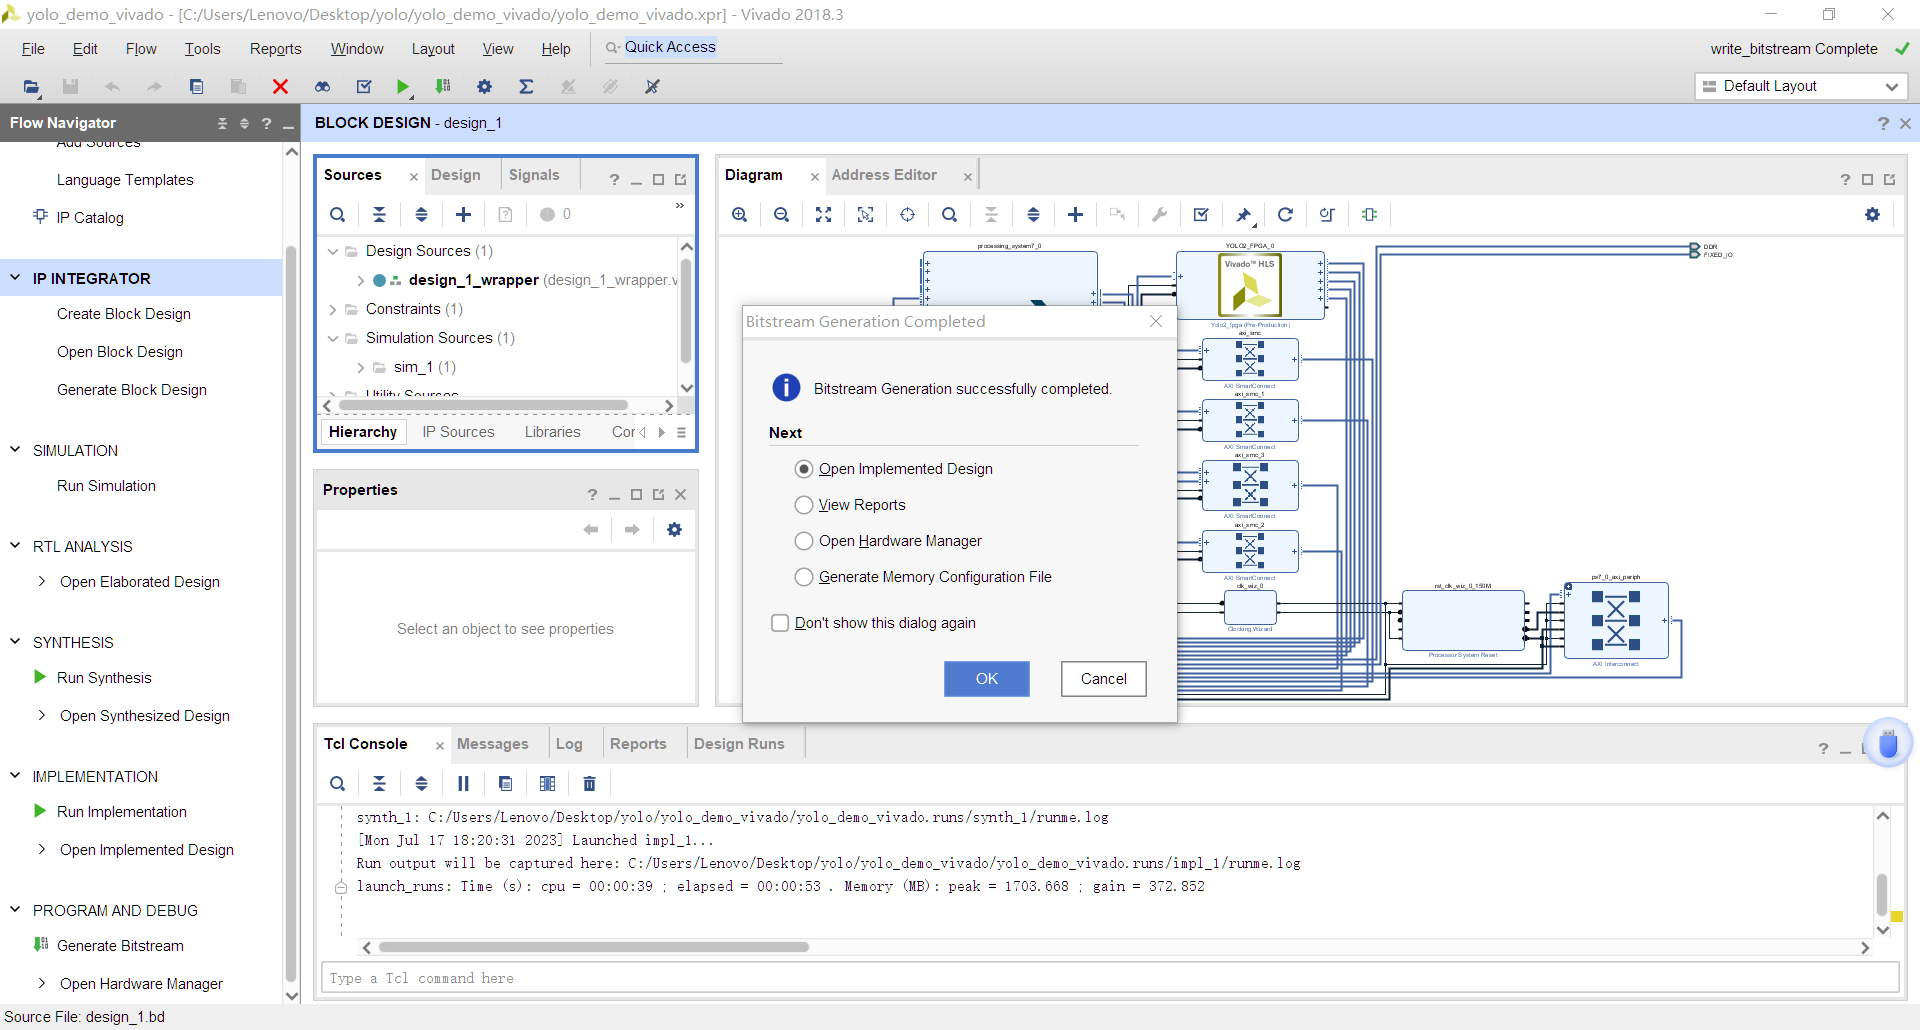 yolo_demo_vivado - [C:/Users/Lenovo/Desktop/yolo/yolo_demo_vivado/yolo_demo_vivado.xpr] - Vivado 2018.3
File Edit Flow Tools Reports Window Layout View Help Quick Access
write_bitstream Complete
Default Layout
Flow Navigator
Add Sources
Language Templates
IP Catalog
IP INTEGRATOR
Create Block Design
Open Block Design
Generate Block Design
SIMULATION
Run Simulation
RTL ANALYSIS
Open Elaborated Design
SYNTHESIS
Run Synthesis
Open Synthesized Design
IMPLEMENTATION
Run Implementation
Open Implemented Design
PROGRAM AND DEBUG
Generate Bitstream
Open Hardware Manager
BLOCK DESIGN - design_1
Sources Design Signals
0
Design Sources (1)
design_1_wrapper (design_1_wrapper.v
Constraints (1)
Simulation Sources (1)
sim_1 (1)
Utility Sources
Hierarchy IP Sources Libraries Cor
Properties
Select an object to see properties
Diagram Address Editor
processing_system7_0
YOLO2_FPGA_0
Vivado™ HLS
Yolo2_fpga (Pre-Production)
DDR
FIXED_IO
axi_smc
AXI SmartConnect
axi_smc_1
AXI SmartConnect
axi_smc_3
AXI SmartConnect
axi_smc_2
AXI SmartConnect
clk_wiz_0
Clocking Wizard
rst_clk_wiz_0_150M
Processor System Reset
ps7_0_axi_periph
AXI Interconnect
Bitstream Generation Completed
Bitstream Generation successfully completed.
Next
Open Implemented Design
View Reports
Open Hardware Manager
Generate Memory Configuration File
Don't show this dialog again
OK Cancel
Tcl Console Messages Log Reports Design Runs
synth_1: C:/Users/Lenovo/Desktop/yolo/yolo_demo_vivado/yolo_demo_vivado.runs/synth_1/runme.log
[Mon Jul 17 18:20:31 2023] Launched impl_1...
Run output will be captured here: C:/Users/Lenovo/Desktop/yolo/yolo_demo_vivado/yolo_demo_vivado.runs/impl_1/runme.log
launch_runs: Time (s): cpu = 00:00:39 ; elapsed = 00:00:53 . Memory (MB): peak = 1703.668 ; gain = 372.852
Type a Tcl command here
Source File: design_1.bd